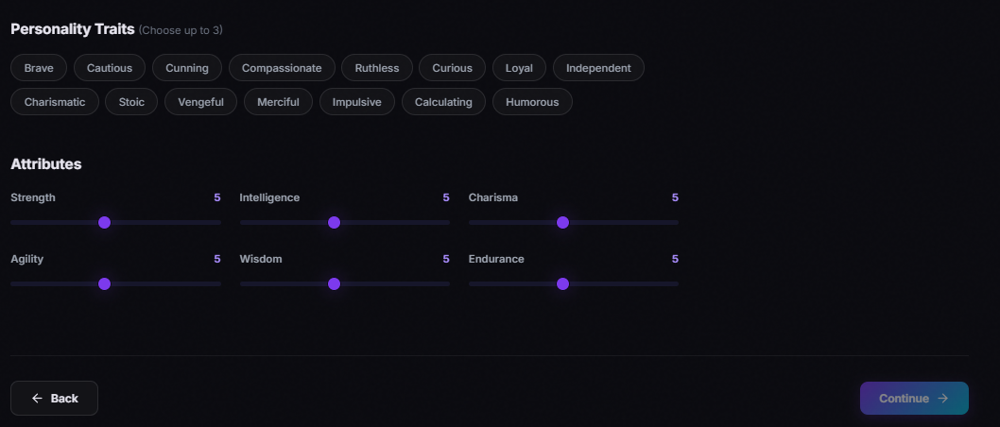 Personality Traits (Choose up to 3)
Brave Cautious Cunning Compassionate Ruthless Curious Loyal Independent
Charismatic Stoic Vengeful Merciful Impulsive Calculating Humorous
Attributes
Strength 5 Intelligence 5 Charisma 5
Agility 5 Wisdom 5 Endurance 5
← Back Continue →